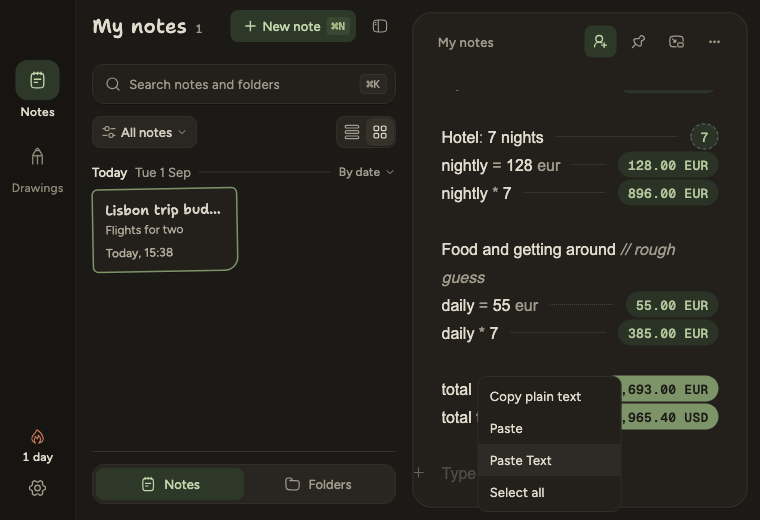 My notes 1
New note ⌘N
Notes
Drawings
1 day
Search notes and folders ⌘K
All notes
Today Tue 1 Sep By date
Lisbon trip bud...
Flights for two
Today, 15:38
Notes Folders
My notes
Hotel: 7 nights 7
nightly = 128 eur 128.00 EUR
nightly * 7 896.00 EUR
Food and getting around // rough
guess
daily = 55 eur 55.00 EUR
daily * 7 385.00 EUR
total ,693.00 EUR
total ,965.40 USD
Type
Copy plain text
Paste
Paste Text
Select all